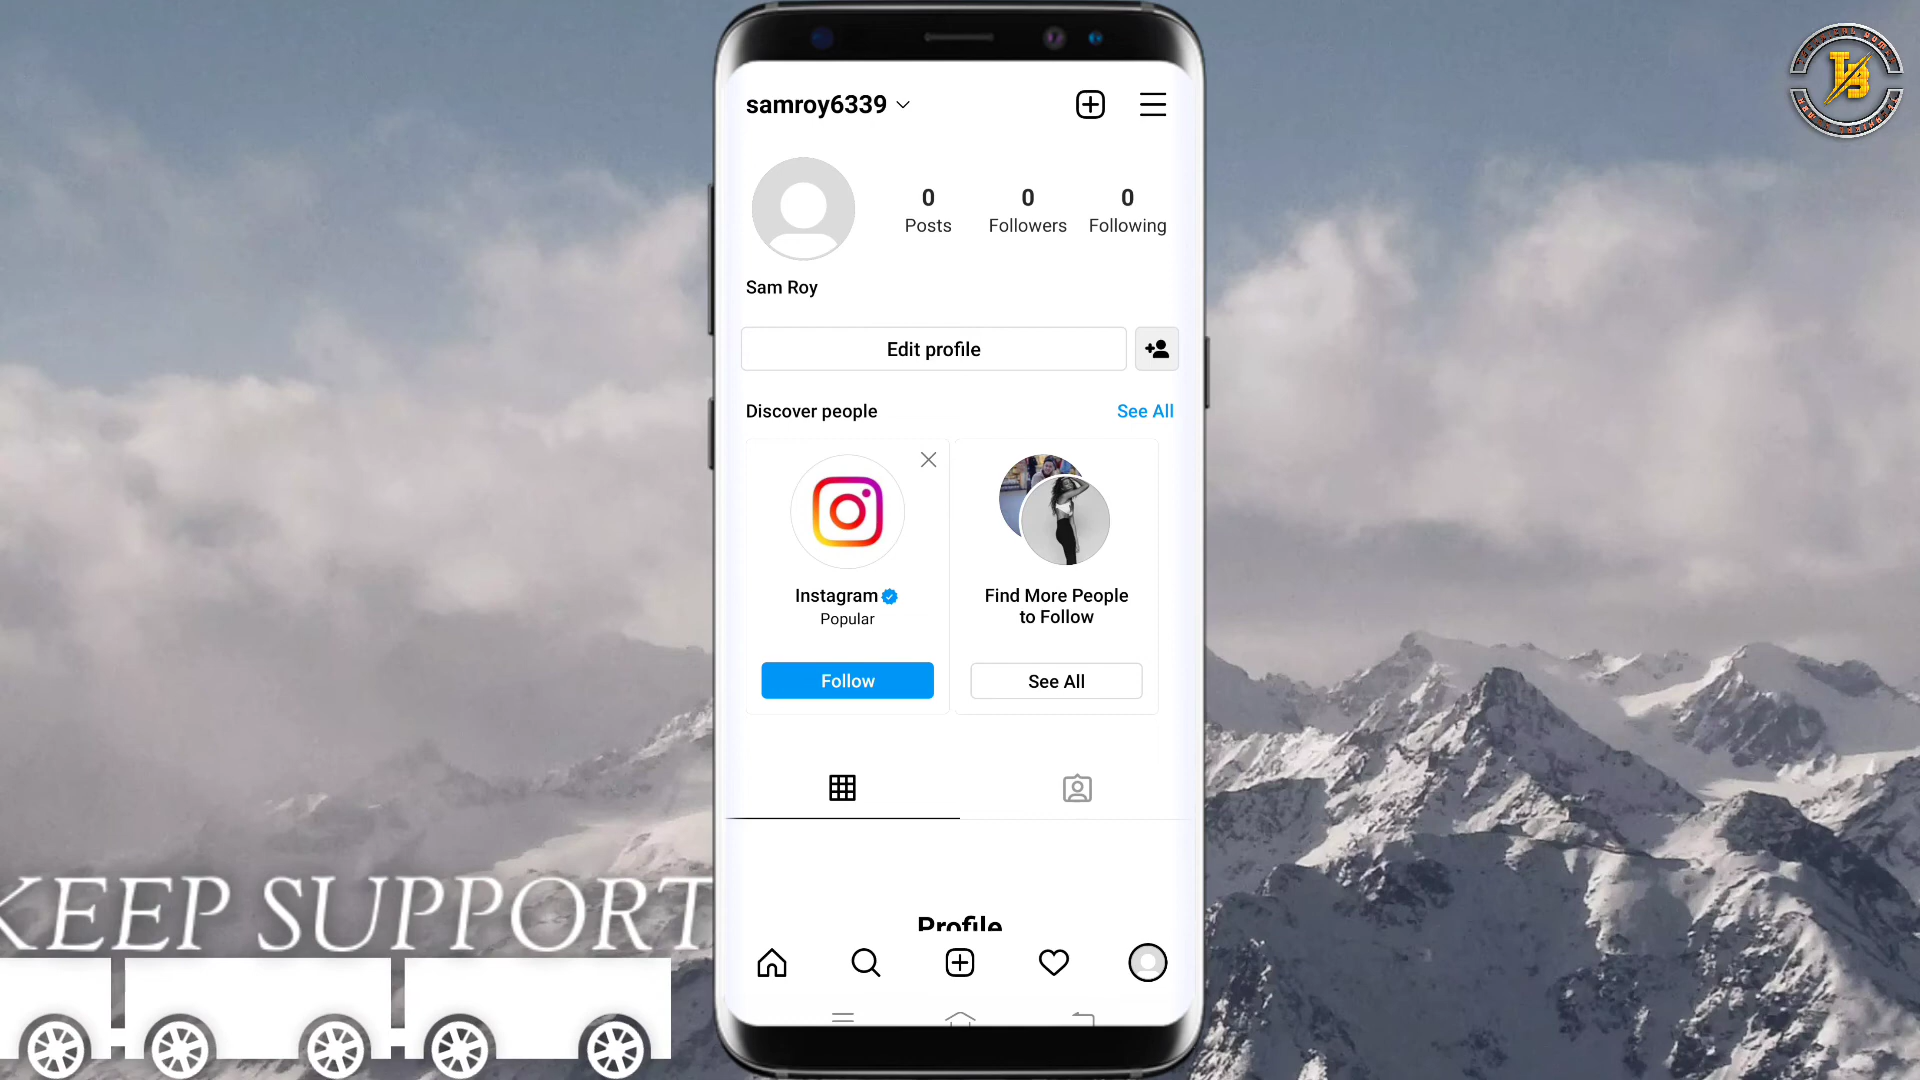 samroy6339
0 0 0
Posts Followers Following
Sam Roy
Edit profile
Discover people See All
Instagram
Popular
Follow
Find More People
to Follow
See All
Profile
KEEP SUPPORT
TB